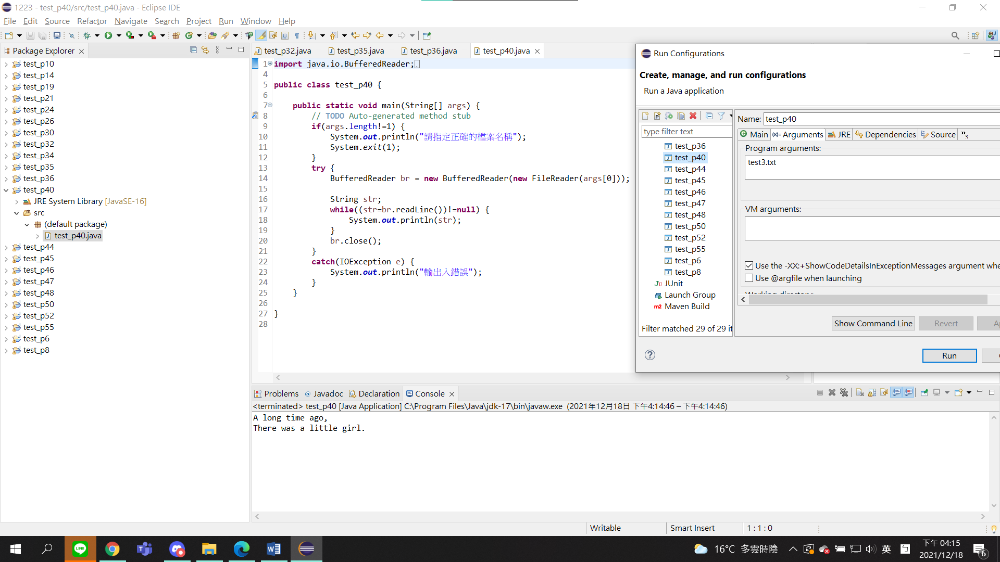 1223 - test_p40/src/test_p40.java - Eclipse IDE
File Edit Source Refactor Navigate Search Project Run Window Help
Package Explorer
test_p10
test_p14
test_p19
test_p21
test_p24
test_p26
test_p30
test_p32
test_p34
test_p35
test_p36
test_p40
JRE System Library [JavaSE-16]
src
(default package)
test_p40.java
test_p44
test_p45
test_p46
test_p47
test_p48
test_p50
test_p52
test_p55
test_p6
test_p8
test_p32.java test_p35.java test_p36.java test_p40.java
1 import java.io.BufferedReader;
4
5 public class test_p40 {
6
7 public static void main(String[] args) {
8 // TODO Auto-generated method stub
9 if(args.length!=1) {
10 System.out.println("請指定正確的檔案名稱");
11 System.exit(1);
12 }
13 try {
14 BufferedReader br = new BufferedReader(new FileReader(args[0]));
15
16 String str;
17 while((str=br.readLine())!=null) {
18 System.out.println(str);
19 }
20 br.close();
21 }
22 catch(IOException e) {
23 System.out.println("輸出入錯誤");
24 }
25 }
26
27 }
28
Run Configurations
Create, manage, and run configurations
Run a Java application
type filter text
test_p36
test_p40
test_p44
test_p45
test_p46
test_p47
test_p48
test_p50
test_p52
test_p55
test_p6
test_p8
JUnit
Launch Group
m2 Maven Build
Filter matched 29 of 29 it
Name: test_p40
Main (x)= Arguments JRE Dependencies Source »3
Program arguments:
test3.txt
VM arguments:
Use the -XX:+ShowCodeDetailsInExceptionMessages argument whe
Use @argfile when launching
Show Command Line Revert Ap
Run
Problems @ Javadoc Declaration Console
<terminated> test_p40 [Java Application] C:\Program Files\Java\jdk-17\bin\javaw.exe (2021年12月18日 下午4:14:46 – 下午4:14:46)
A long time ago,
There was a little girl.
Writable Smart Insert 1 : 1 : 0
LINE
16°C 多雲時陰 英 ㄅ
下午 04:15
2021/12/18
6